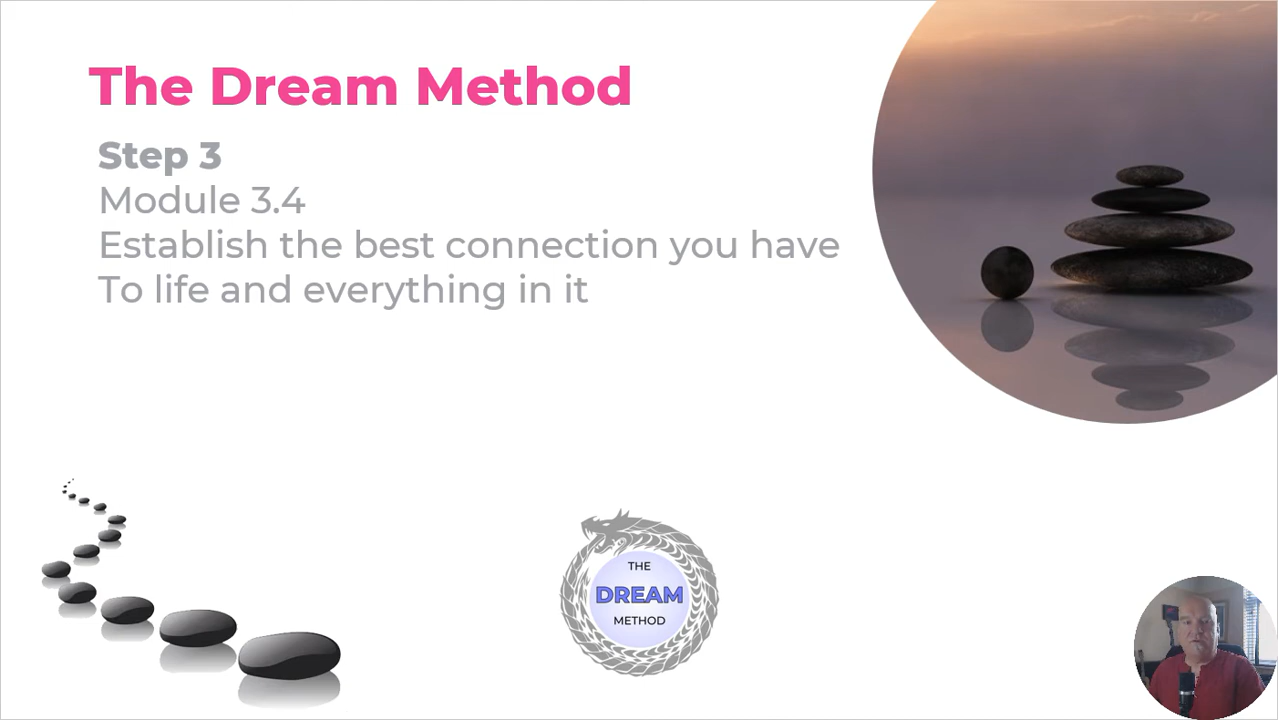 The Dream Method
Step 3
Module 3.4
Establish the best connection you have
To life and everything in it
THE
DREAM
METHOD